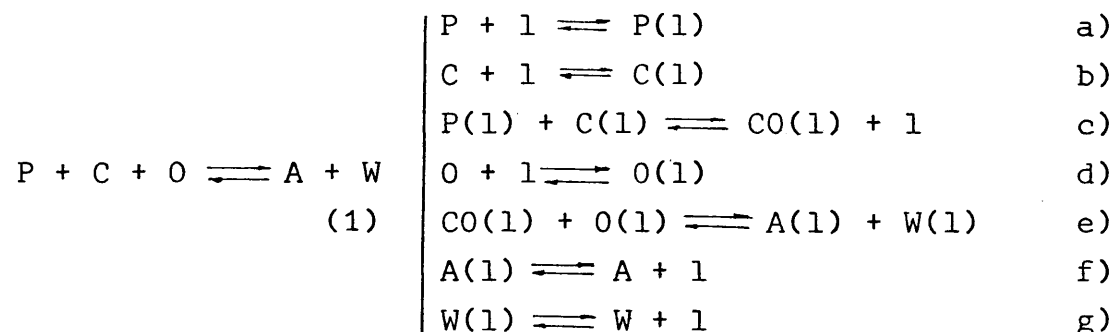 P + 1 ⇌ P(1) a)
C + 1 ⇌ C(1) b)
P(1) + C(1) ⇌ CO(1) + 1 c)
P + C + O ⇌ A + W
(1)
O + 1 ⇌ O(1) d)
CO(1) + O(1) ⇌ A(1) + W(1) e)
A(1) ⇌ A + 1 f)
W(1) ⇌ W + 1 g)